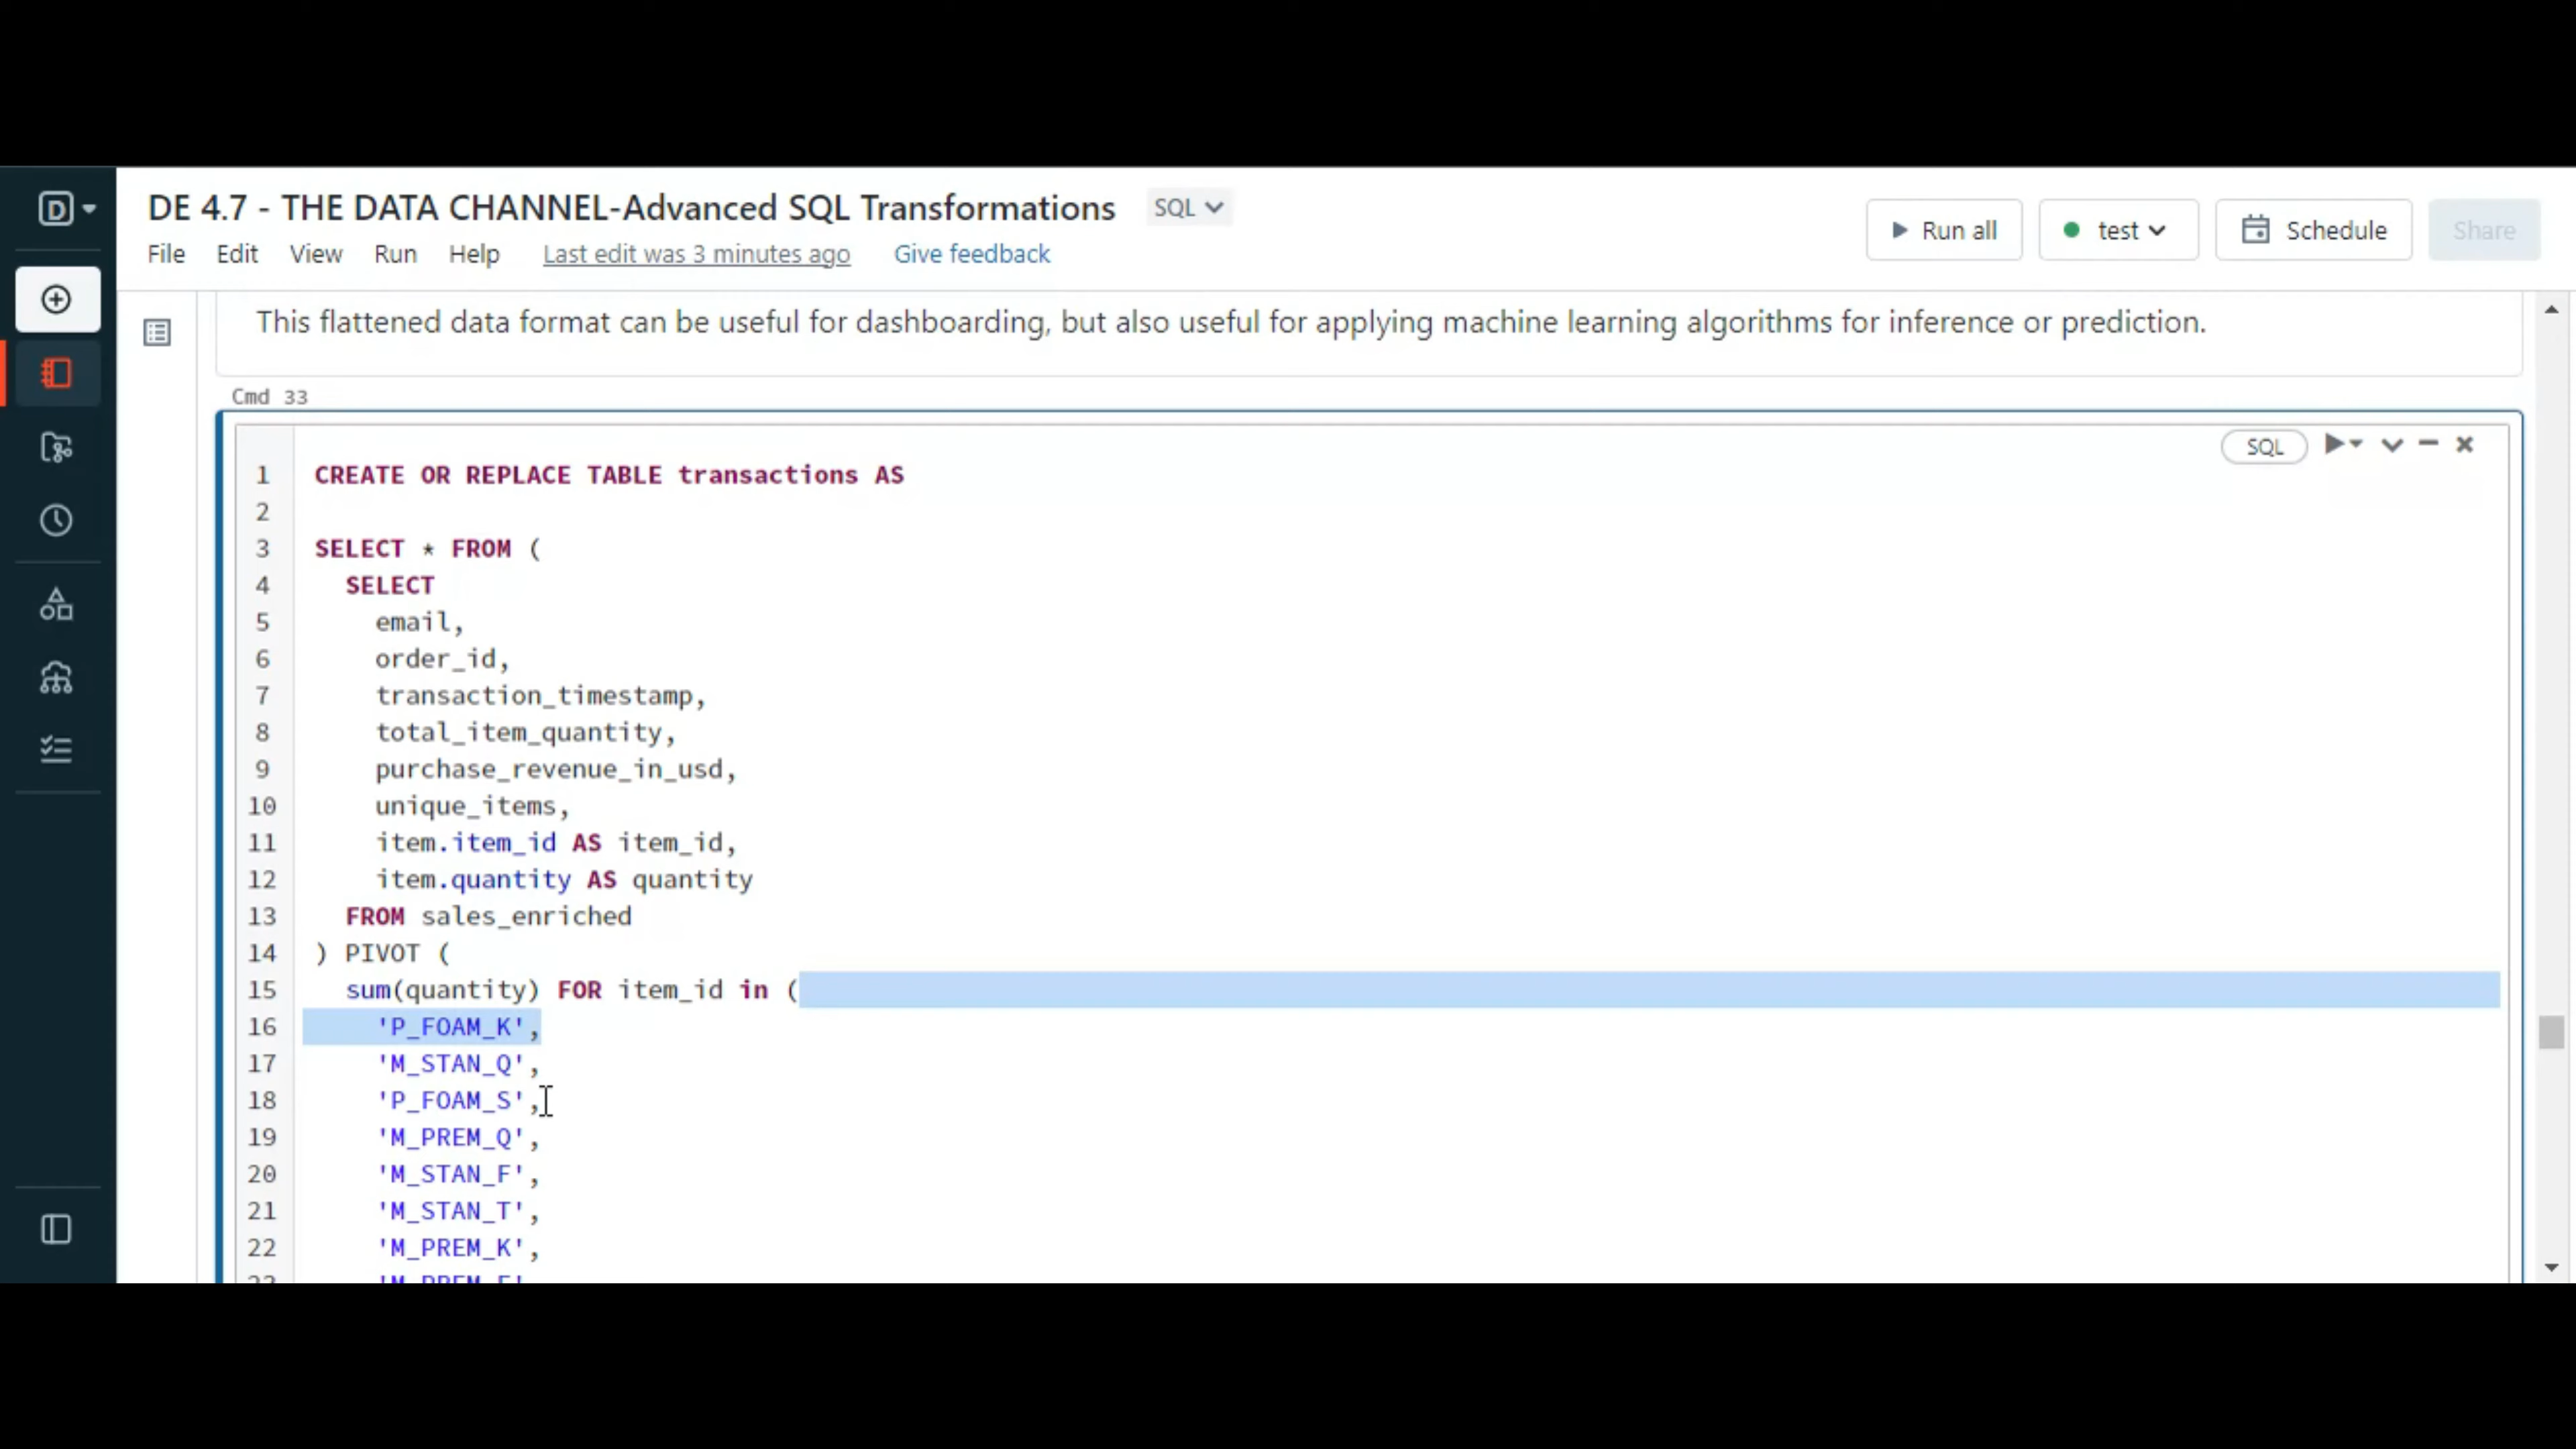 DE 4.7 - THE DATA CHANNEL-Advanced SQL Transformations SQL
File Edit View Run Help Last edit was 3 minutes ago Give feedback
Run all test Schedule Share
This flattened data format can be useful for dashboarding, but also useful for applying machine learning algorithms for inference or prediction.
Cmd 33
SQL
1 CREATE OR REPLACE TABLE transactions AS
2
3 SELECT * FROM (
4 SELECT
5 email,
6 order_id,
7 transaction_timestamp,
8 total_item_quantity,
9 purchase_revenue_in_usd,
10 unique_items,
11 item.item_id AS item_id,
12 item.quantity AS quantity
13 FROM sales_enriched
14 ) PIVOT (
15 sum(quantity) FOR item_id in (
16 'P_FOAM_K',
17 'M_STAN_Q',
18 'P_FOAM_S',
19 'M_PREM_Q',
20 'M_STAN_F',
21 'M_STAN_T',
22 'M_PREM_K',